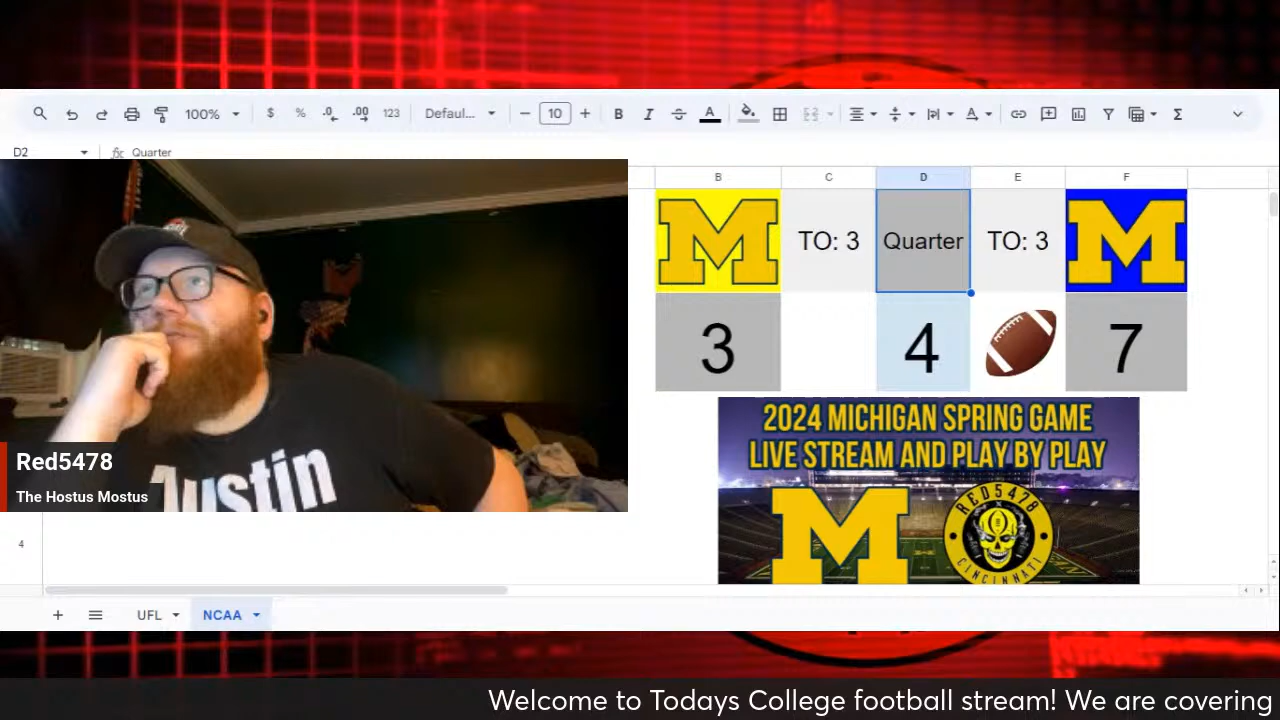 100%
$
%
.0
.00
123
Defaul...
10
B
I
A
A
Σ
D2
fx Quarter
B
C
D
E
F
M
TO: 3
Quarter
TO: 3
M
3
4
7
2024 MICHIGAN SPRING GAME
LIVE STREAM AND PLAY BY PLAY
M
RED5478
CINCINNATI
Austin
Red5478
The Hostus Mostus
4
UFL
NCAA
Welcome to Todays College football stream! We are covering